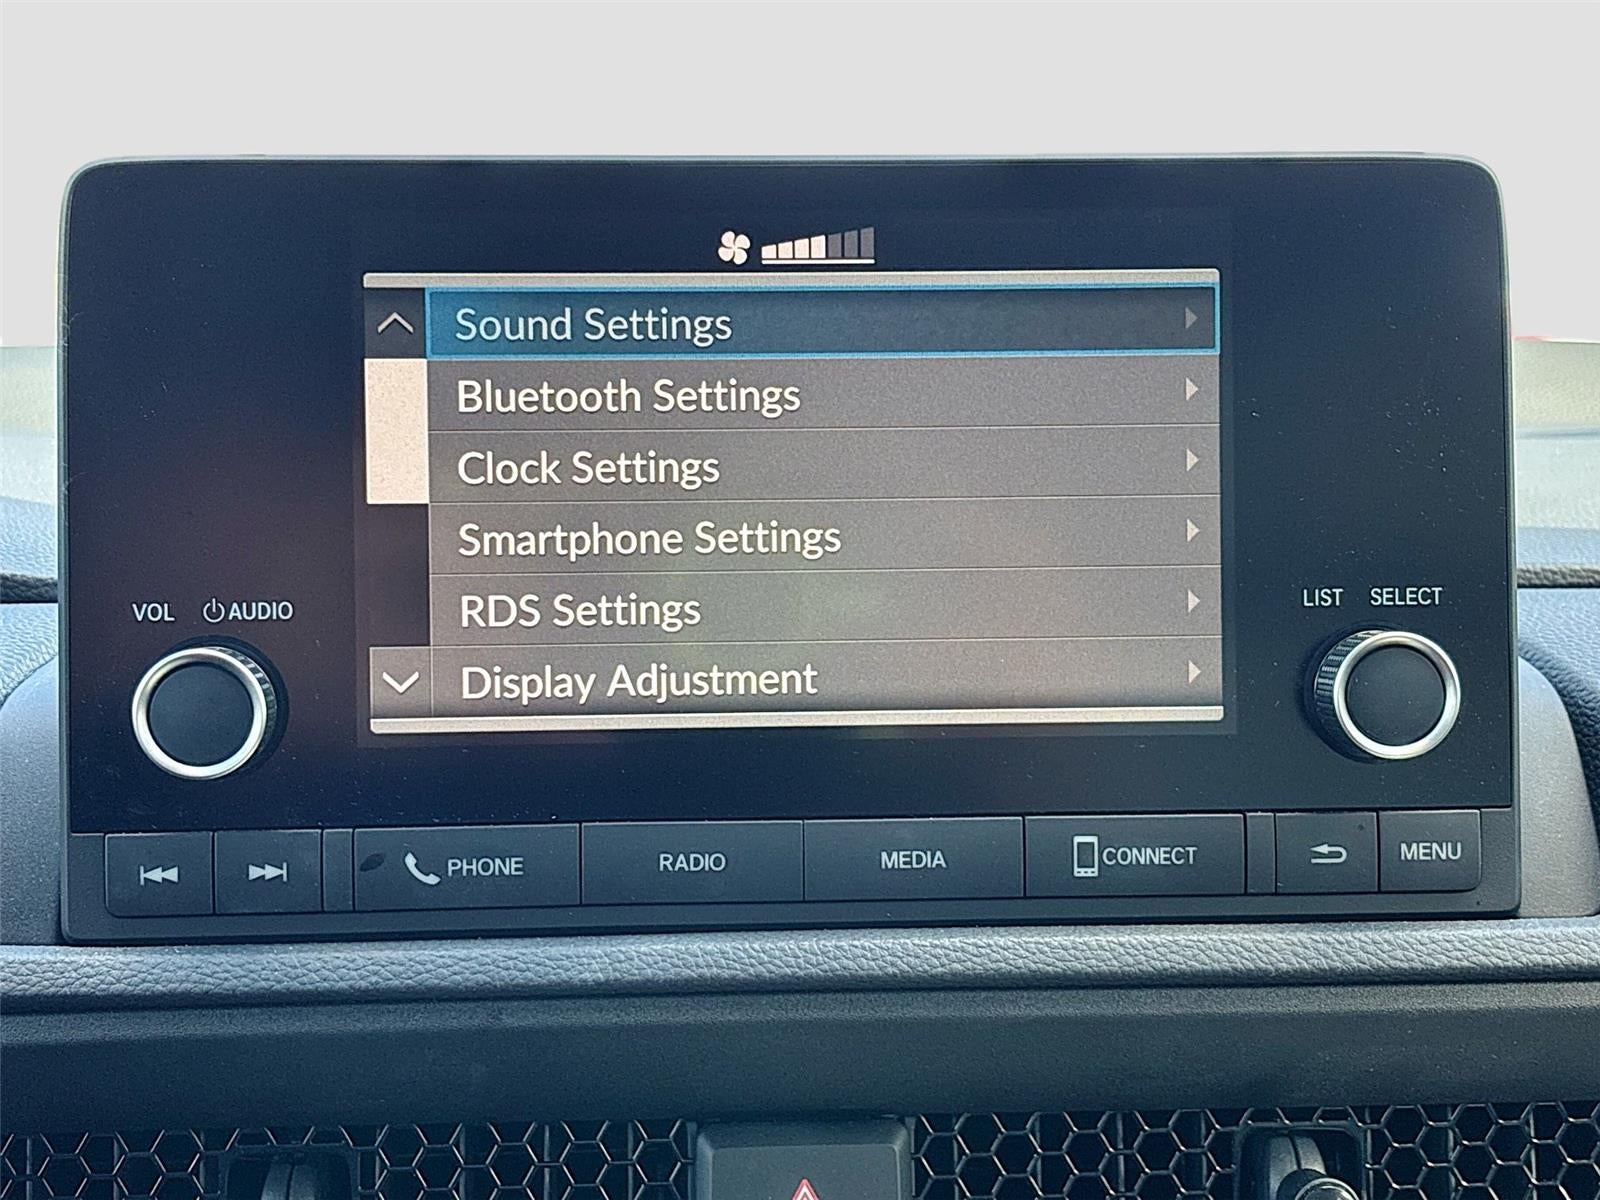 Sound Settings
Bluetooth Settings
Clock Settings
Smartphone Settings
RDS Settings
Display Adjustment
VOL AUDIO
LIST SELECT
PHONE
RADIO
MEDIA
CONNECT
MENU